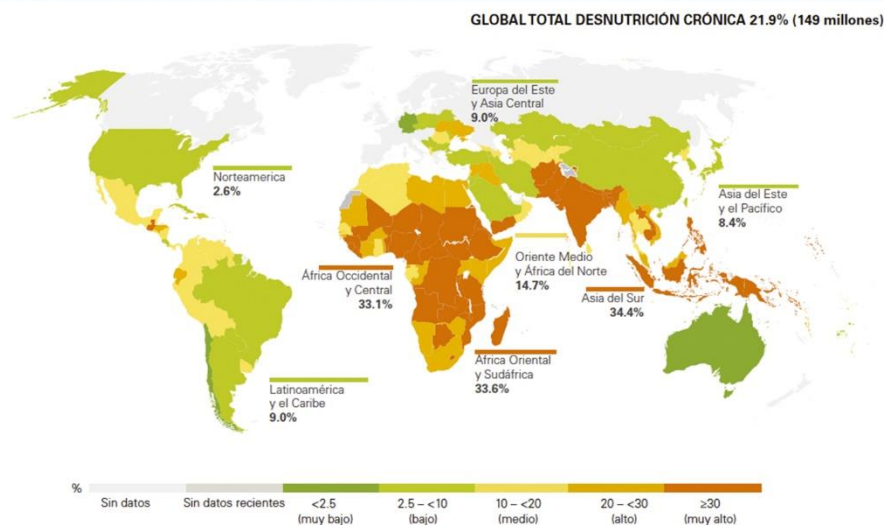 GLOBAL TOTAL DESNUTRICIÓN CRÓNICA 21.9% (149 millones)
Europa del Este
y Asia Central
9.0%
Norteamerica
2.6%
Asia del Este
y el Pacífico
8.4%
Oriente Medio
y África del Norte
14.7%
África Occidental
y Central
33.1%
Asia del Sur
34.4%
África Oriental
y Sudáfrica
33.6%
Latinoamérica
y el Caribe
9.0%
%
Sin datos
Sin datos recientes
<2.5
(muy bajo)
2.5 – <10
(bajo)
10 – <20
(medio)
20 – <30
(alto)
≥30
(muy alto)